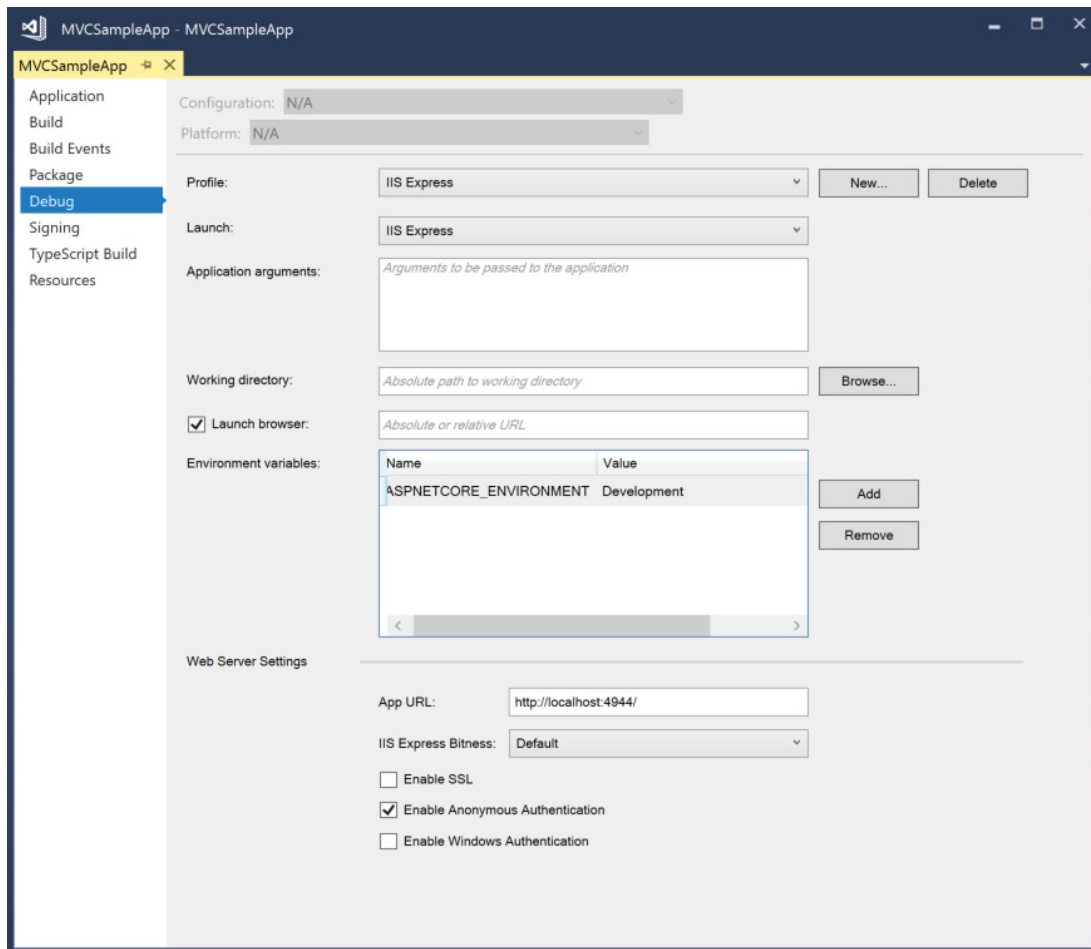 MVCSampleApp - MVCSampleApp
MVCSampleApp
Application
Build
Build Events
Package
Debug
Signing
TypeScript Build
Resources
Configuration: N/A
Platform: N/A
Profile: IIS Express New... Delete
Launch: IIS Express
Application arguments: Arguments to be passed to the application
Working directory: Absolute path to working directory Browse...
Launch browser: Absolute or relative URL
Environment variables: Name Value
ASPNETCORE_ENVIRONMENT Development
Add
Remove
Web Server Settings
App URL: http://localhost:4944/
IIS Express Bitness: Default
Enable SSL
Enable Anonymous Authentication
Enable Windows Authentication